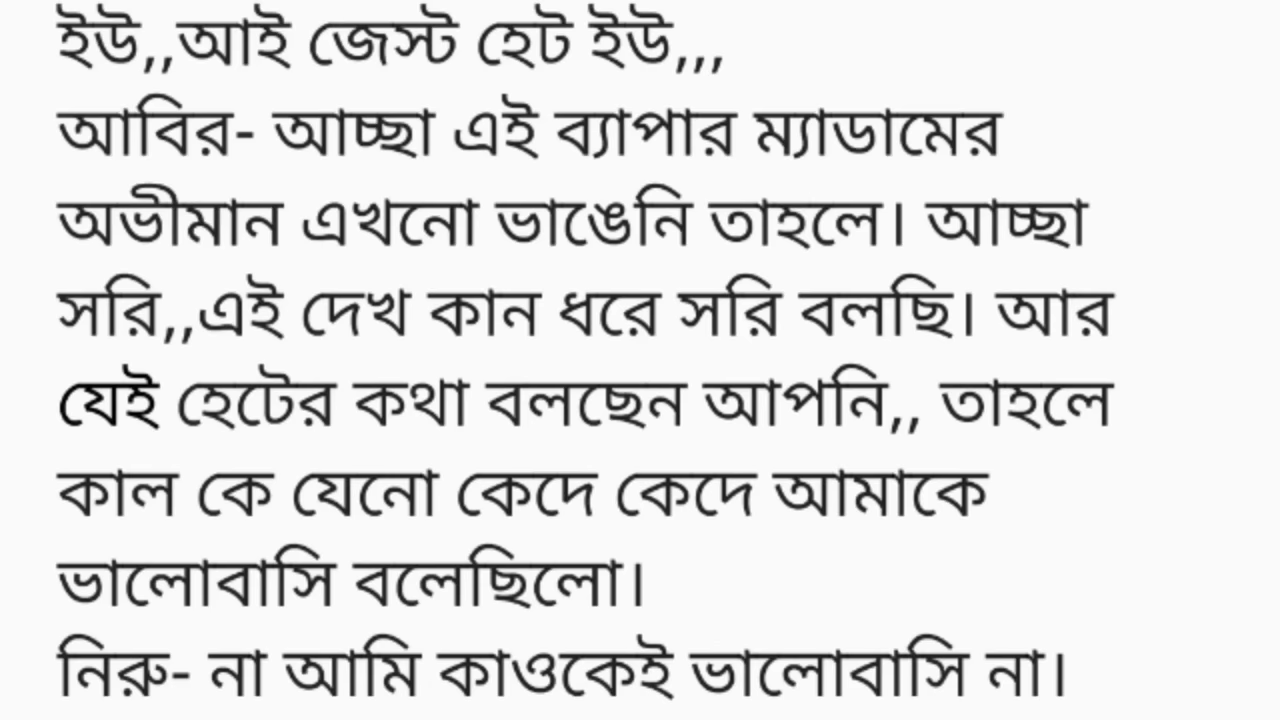 ইউ,,আই জেস্ট হেট ইউ,,,
আবির- আচ্ছা এই ব্যাপার ম্যাডামের
অভীমান এখনো ভাঙেনি তাহলে। আচ্ছা
সরি,,এই দেখ কান ধরে সরি বলছি। আর
যেই হেটের কথা বলছেন আপনি,, তাহলে
কাল কে যেনো কেদে কেদে আমাকে
ভালোবাসি বলেছিলো।
নিরু- না আমি কাওকেই ভালোবাসি না।